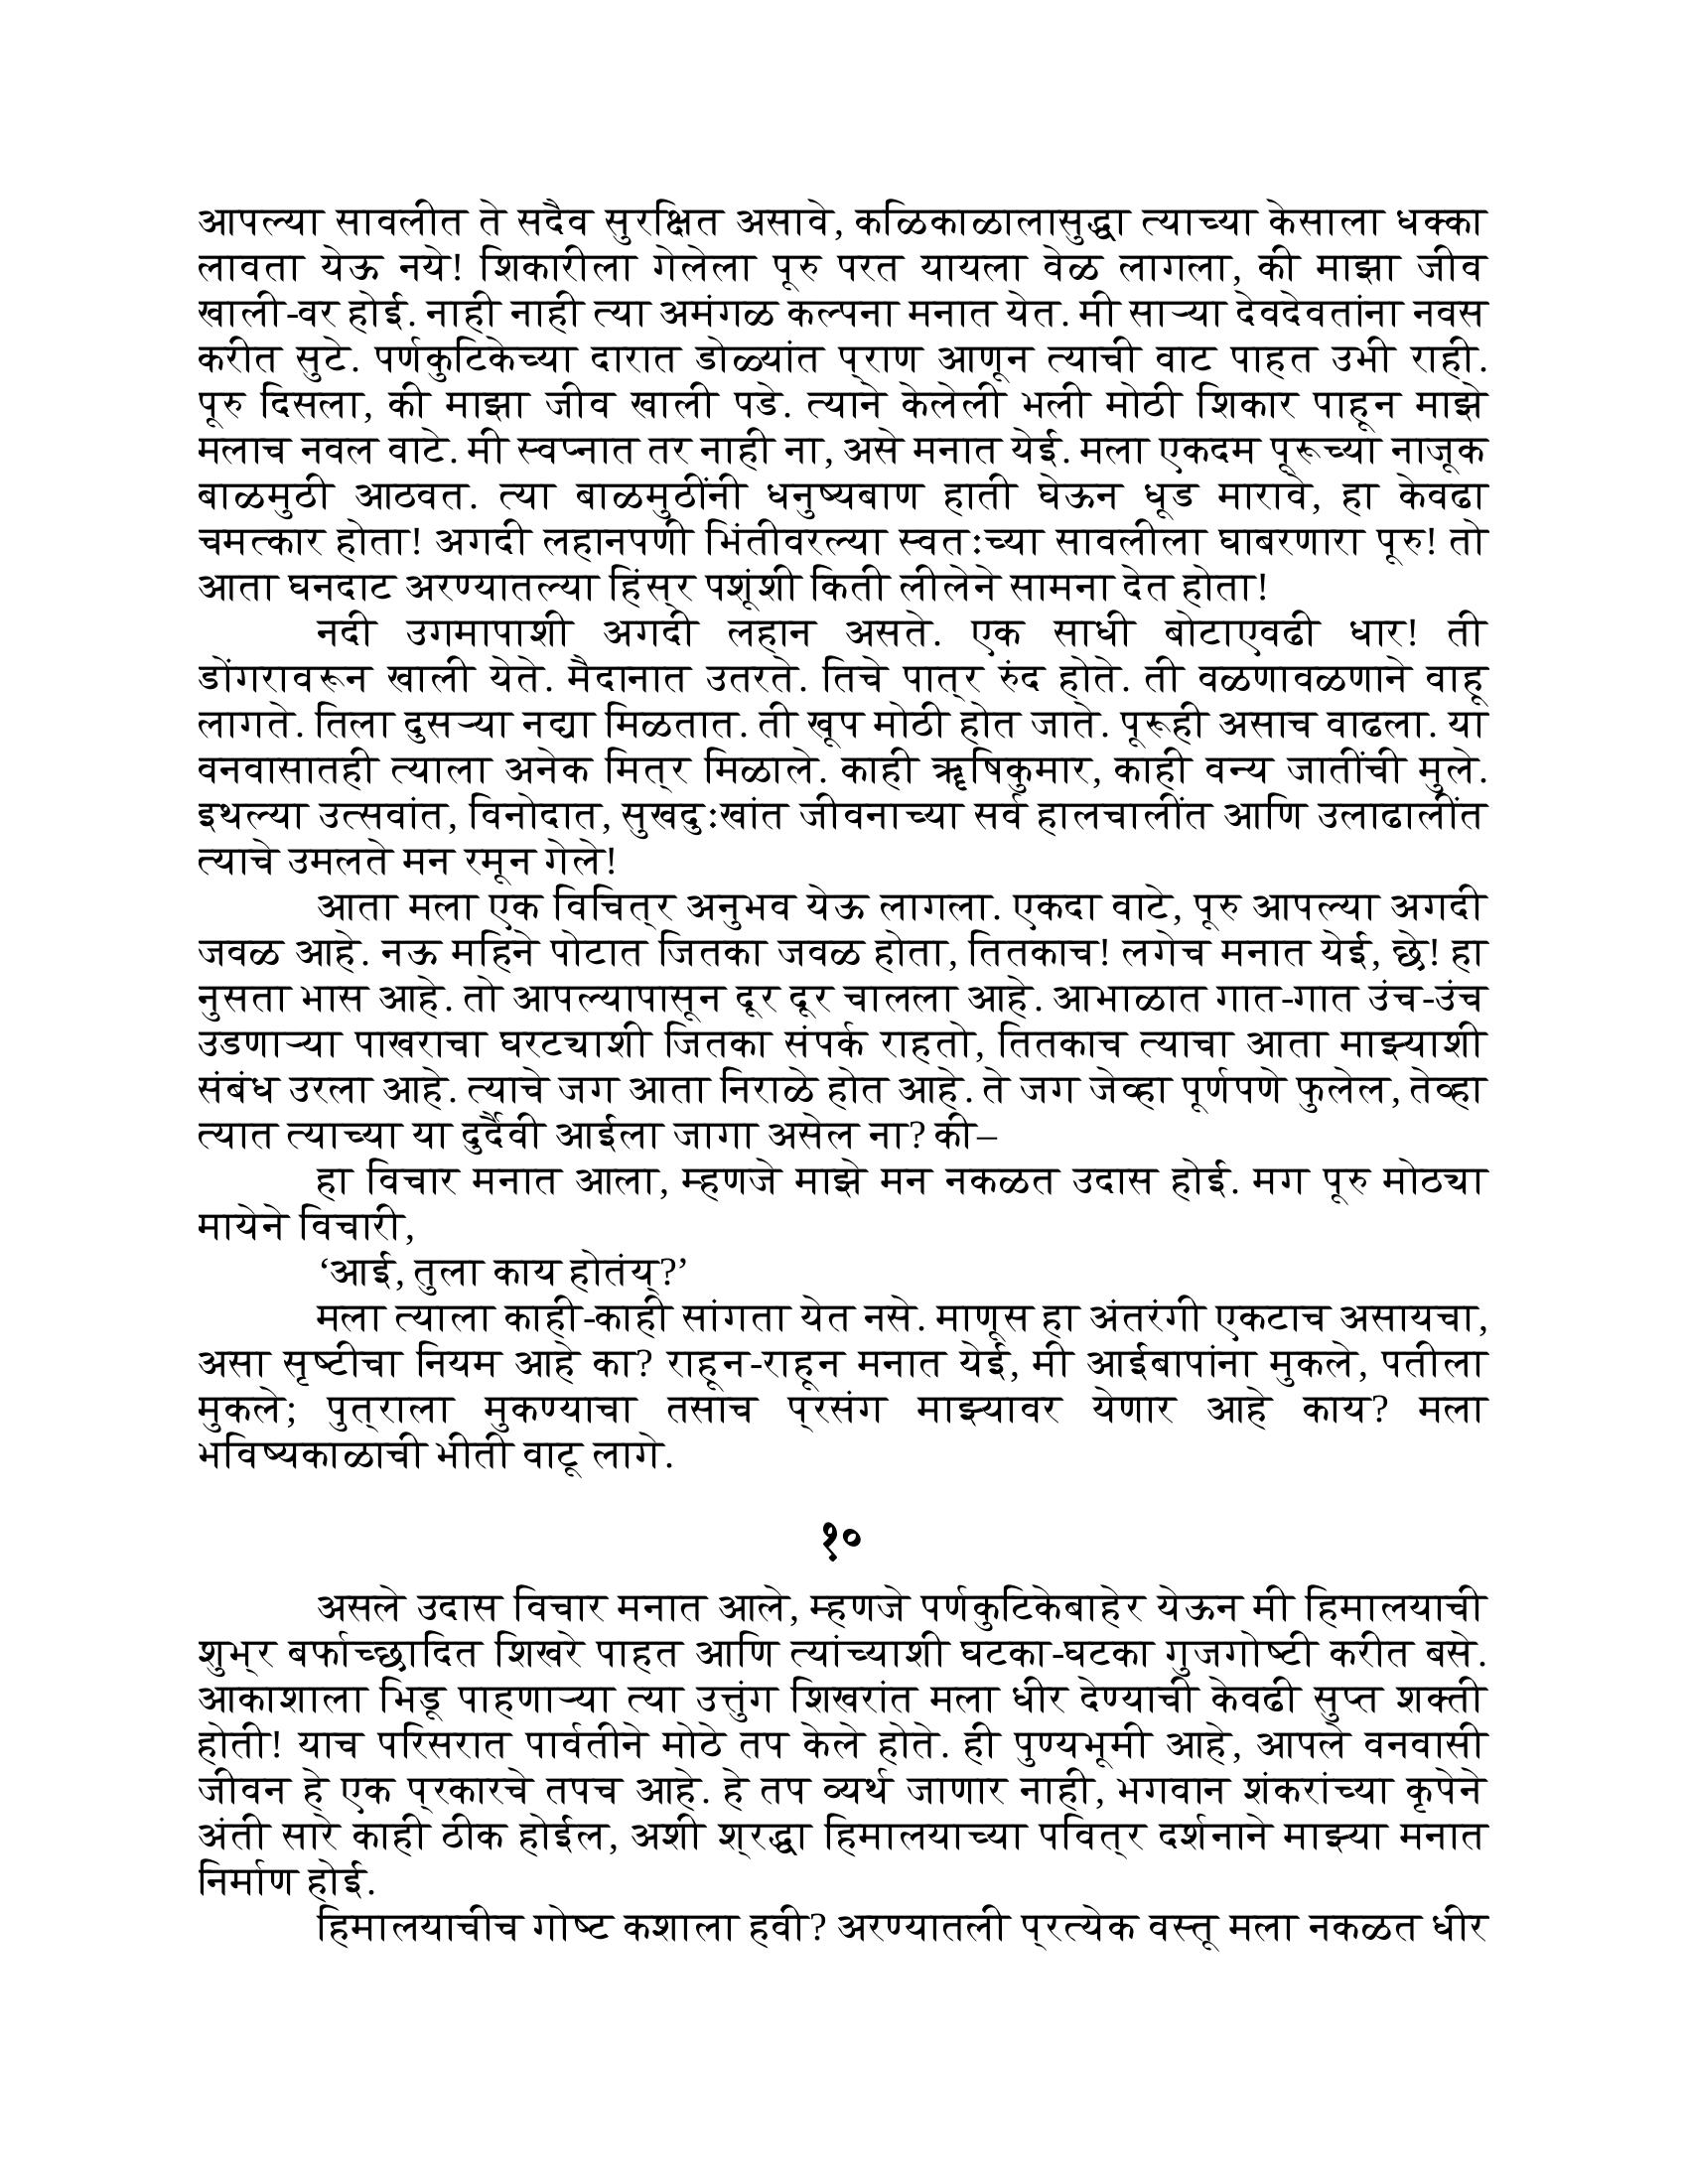 आपल्या सावलीत ते सदैव सुरक्षित असावे, कळिकाळालासुद्धा त्याच्या केसाला धक्का
लावता येऊ नये! शिकारीला गेलेला पूरु परत यायला वेळ लागला, की माझा जीव
खाली-वर होई. नाही नाही त्या अमंगळ कल्पना मनात येत. मी साऱ्या देवदेवतांना नवस
करीत सुटे. पर्णकुटिकेच्या दारात डोळ्यांत प्राण आणून त्याची वाट पाहत उभी राही.
पूरु दिसला, की माझा जीव खाली पडे. त्याने केलेली भली मोठी शिकार पाहून माझे
मलाच नवल वाटे. मी स्वप्नात तर नाही ना, असे मनात येई. मला एकदम पूरूच्या नाजूक
बाळमुठी आठवत. त्या बाळमुठींनी धनुष्यबाण हाती घेऊन धूड मारावे, हा केवढा
चमत्कार होता! अगदी लहानपणी भिंतीवरल्या स्वतःच्या सावलीला घाबरणारा पूरु! तो
आता घनदाट अरण्यातल्या हिंस्र पशूंशी किती लीलेने सामना देत होता!
नदी उगमापाशी अगदी लहान असते. एक साधी बोटाएवढी धार! ती
डोंगरावरून खाली येते. मैदानात उतरते. तिचे पात्र रुंद होते. ती वळणावळणाने वाहू
लागते. तिला दुसऱ्या नद्या मिळतात. ती खूप मोठी होत जाते. पूरूही असाच वाढला. या
वनवासातही त्याला अनेक मित्र मिळाले. काही ॠषिकुमार, काही वन्य जातींची मुले.
इथल्या उत्सवांत, विनोदात, सुखदुःखांत जीवनाच्या सर्व हालचालींत आणि उलाढालींत
त्याचे उमलते मन रमून गेले!
आता मला एक विचित्र अनुभव येऊ लागला. एकदा वाटे, पूरु आपल्या अगदी
जवळ आहे. नऊ महिने पोटात जितका जवळ होता, तितकाच! लगेच मनात येई, छे! हा
नुसता भास आहे. तो आपल्यापासून दूर दूर चालला आहे. आभाळात गात-गात उंच-उंच
उडणाऱ्या पाखराचा घरट्याशी जितका संपर्क राहतो, तितकाच त्याचा आता माझ्याशी
संबंध उरला आहे. त्याचे जग आता निराळे होत आहे. ते जग जेव्हा पूर्णपणे फुलेल, तेव्हा
त्यात त्याच्या या दुर्दैवी आईला जागा असेल ना? की–
हा विचार मनात आला, म्हणजे माझे मन नकळत उदास होई. मग पूरु मोठ्या
मायेने विचारी,
‘आई, तुला काय होतंय्?’
मला त्याला काही-काही सांगता येत नसे. माणूस हा अंतरंगी एकटाच असायचा,
असा सृष्टीचा नियम आहे का? राहून-राहून मनात येई, मी आईबापांना मुकले, पतीला
मुकले; पुत्राला मुकण्याचा तसाच प्रसंग माझ्यावर येणार आहे काय? मला
भविष्यकाळाची भीती वाटू लागे.
१०
असले उदास विचार मनात आले, म्हणजे पर्णकुटिकेबाहेर येऊन मी हिमालयाची
शुभ्र बर्फाच्छादित शिखरे पाहत आणि त्यांच्याशी घटका-घटका गुजगोष्टी करीत बसे.
आकाशाला भिडू पाहणाऱ्या त्या उत्तुंग शिखरांत मला धीर देण्याची केवढी सुप्त शक्ती
होती! याच परिसरात पार्वतीने मोठे तप केले होते. ही पुण्यभूमी आहे, आपले वनवासी
जीवन हे एक प्रकारचे तपच आहे. हे तप व्यर्थ जाणार नाही, भगवान शंकरांच्या कृपेने
अंती सारे काही ठीक होईल, अशी श्रद्धा हिमालयाच्या पवित्र दर्शनाने माझ्या मनात
निर्माण होई.
हिमालयाचीच गोष्ट कशाला हवी? अरण्यातली प्रत्येक वस्तू मला नकळत धीर